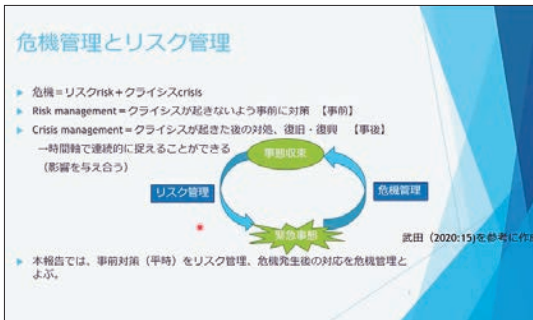 危機管理とリスク管理
危機＝リスクrisk＋クライシスcrisis
Risk management＝クライシスが起きないよう事前に対策 【事前】
Crisis management＝クライシスが起きた後の対処、復旧・復興 【事後】
→時間軸で連続的に捉えることができる
（影響を与え合う）
事態収束
リスク管理
危機管理
緊急事態
武田（2020:15)を参考に作成
本報告では、事前対策（平時）をリスク管理、危機発生後の対応を危機管理と
よぶ。